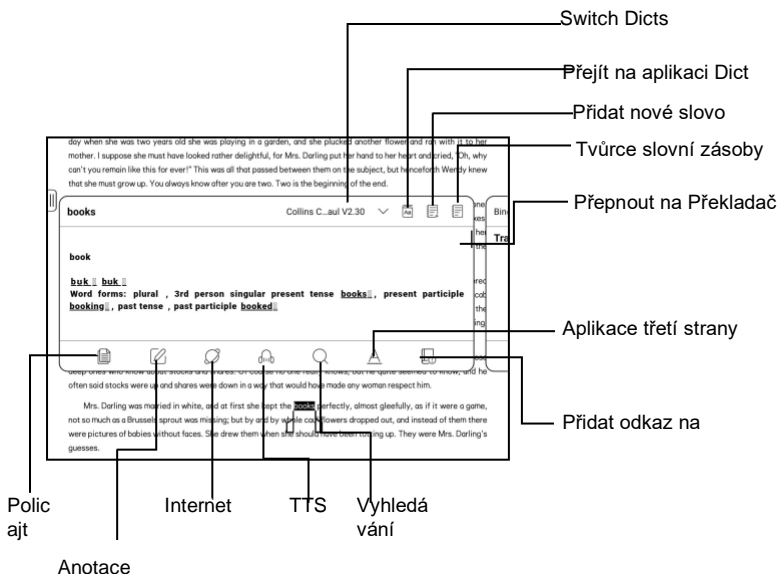 Switch Dicts
Přejít na aplikaci Dict
Přidat nové slovo
Tvůrce slovní zásoby
Přepnout na Překladač
Aplikace třetí strany
Přidat odkaz na
day when she was two years old she was playing in a garden, and she plucked another flower and ran with it to her
mother. I suppose she must have looked rather delightful, for Mrs. Darling put her hand to her heart and cried, "Oh, why
can't you remain like this for ever!" This was all that passed between them on the subject, but henceforth Wendy knew
that she must grow up. You always know after you are two. Two is the beginning of the end.
books Collins C...aul V2.30
Bin
Tra
book
bʊk bʊk
Word forms: plural , 3rd person singular present tense books , present participle
booking , past tense , past participle booked
often said stocks were up and shares were down in a way that would have made any woman respect him.
Mrs. Darling was married in white, and at first she kept the books perfectly, almost gleefully, as if it were a game,
not so much as a Brussels sprout was missing; but by and by whole cauliflowers dropped out, and instead of them there
were pictures of babies without faces. She drew them when she should have been totting up. They were Mrs. Darling's
guesses.
Polic
ajt
Anotace
Internet
TTS
Vyhledá
vání